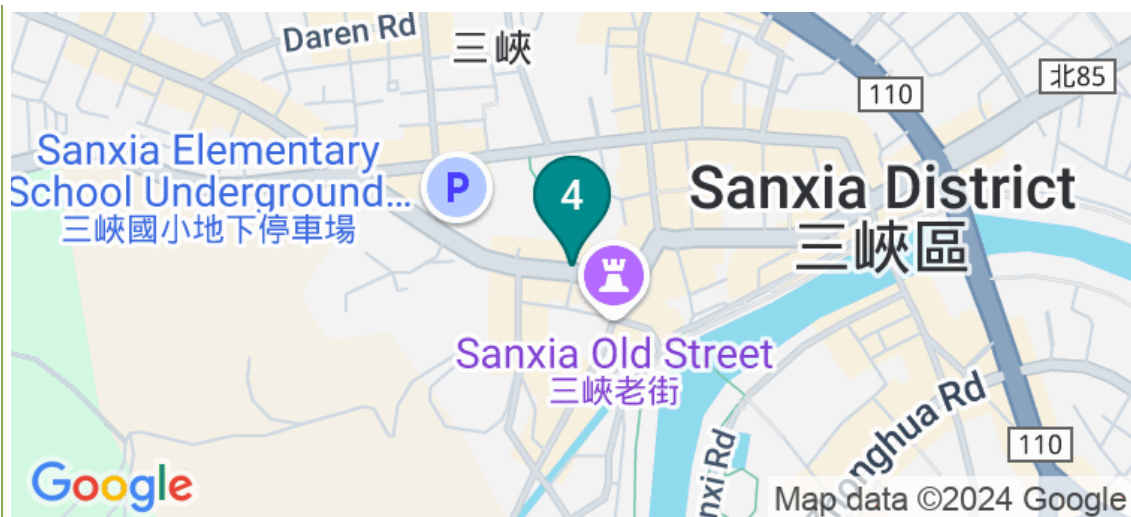 Daren Rd
三峽
110
北85
Sanxia Elementary
School Underground...
三峽國小地下停車場
P
4
Sanxia District
三峽區
Sanxia Old Street
三峽老街
nxi Rd
onghua Rd
110
Google
Map data ©2024 Google